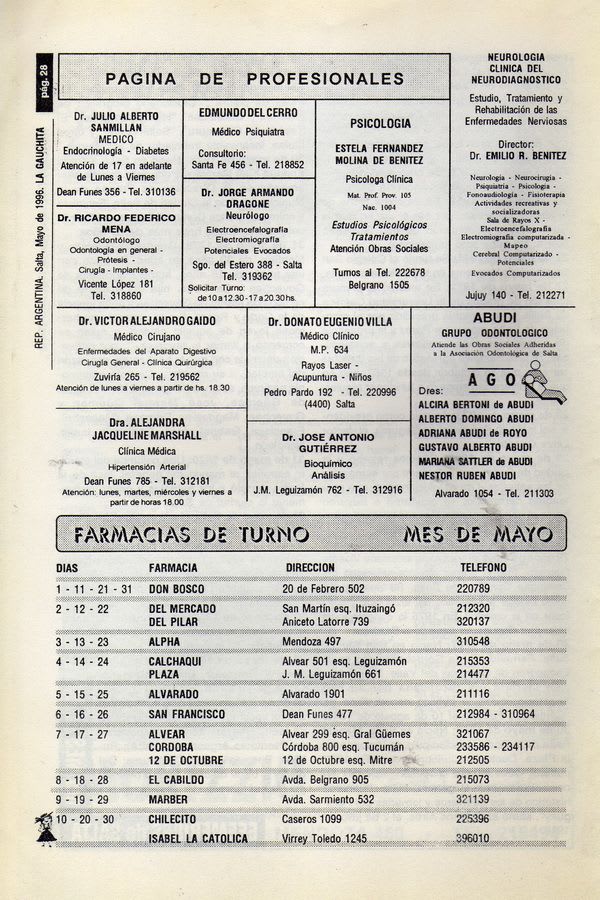 pág. 28
REP. ARGENTINA. Salta, Mayo de 1996. LA GAUCHITA
PAGINA DE PROFESIONALES
Dr. JULIO ALBERTO
SANMILLAN
MEDICO
Endocrinología - Diabetes
Atención de 17 en adelante
de Lunes a Viernes
Dean Funes 356 - Tel. 310136
EDMUNDO DEL CERRO
Médico Psiquiatra
Consultorio:
Santa Fe 456 - Tel. 218852
PSICOLOGIA
ESTELA FERNANDEZ
MOLINA DE BENITEZ
Psicologa Clínica
Mat. Prof. Prov. 105
Nac. 1004
Estudios Psicológicos
Tratamientos
Atención Obras Sociales
Turnos al Tel. 222678
Belgrano 1505
NEUROLOGIA
CLINICA DEL
NEURODIAGNOSTICO
Estudio, Tratamiento y
Rehabilitación de las
Enfermedades Nerviosas
Director:
Dr. EMILIO R. BENITEZ
Neurología - Neurocirugía -
Psiquiatría - Psicología -
Fonoaudiología - Fisioterapia
Actividades recreativas y
socializadoras
Sala de Rayos X -
Electroencefalografía
Electromiografía computarizada -
Mapeo
Cerebral Computarizado -
Potenciales
Evocados Computarizados
Jujuy 140 - Tel. 212271
Dr. RICARDO FEDERICO
MENA
Odontólogo
Odontología en general -
Prótesis -
Cirugía - Implantes -
Vicente López 181
Tel. 318860
Dr. JORGE ARMANDO
DRAGONE
Neurólogo
Electroencefalografía
Electromiografía
Potenciales Evocados
Sgo. del Estero 388 - Salta
Tel. 319362
Solicitar Turno:
de 10 a 12.30 - 17 a 20.30 hs.
Dr. VICTOR ALEJANDRO GAIDO
Médico Cirujano
Enfermedades del Aparato Digestivo
Cirugía General - Clínica Quirúrgica
Zuviría 265 - Tel. 219562
Atención de lunes a viernes a partir de hs. 18.30
Dr. DONATO EUGENIO VILLA
Médico Clínico
M.P. 634
Rayos Laser -
Acupuntura - Niños
Pedro Pardo 192 - Tel. 220996
(4400) Salta
ABUDI
GRUPO ODONTOLOGICO
Atiende las Obras Sociales Adheridas
a la Asociación Odontológica de Salta
A G O
Dres:
ALCIRA BERTONI de ABUDI
ALBERTO DOMINGO ABUDI
ADRIANA ABUDI de ROYO
GUSTAVO ALBERTO ABUDI
MARIANA SATTLER de ABUDI
NESTOR RUBEN ABUDI
Alvarado 1054 - Tel. 211303
Dra. ALEJANDRA
JACQUELINE MARSHALL
Clínica Médica
Hipertensión Arterial
Dean Funes 785 - Tel. 312181
Atención: lunes, martes, miércoles y viernes a
partir de horas 18.00
Dr. JOSE ANTONIO
GUTIÉRREZ
Bioquímico
Análisis
J.M. Leguizamón 762 - Tel. 312916
FARMACIAS DE TURNO MES DE MAYO
DIAS FARMACIA DIRECCION TELEFONO
1 - 11 - 21 - 31 DON BOSCO 20 de Febrero 502 220789
2 - 12 - 22 DEL MERCADO San Martín esq. Ituzaingó 212320
DEL PILAR Aniceto Latorre 739 320137
3 - 13 - 23 ALPHA Mendoza 497 310548
4 - 14 - 24 CALCHAQUI Alvear 501 esq. Leguizamón 215353
PLAZA J. M. Leguizamón 661 214477
5 - 15 - 25 ALVARADO Alvarado 1901 211116
6 - 16 - 26 SAN FRANCISCO Dean Funes 477 212984 - 310964
7 - 17 - 27 ALVEAR Alvear 299 esq. Gral Güemes 321067
CORDOBA Córdoba 800 esq. Tucumán 233586 - 234117
12 DE OCTUBRE 12 de Octubre esq. Mitre 212505
8 - 18 - 28 EL CABILDO Avda. Belgrano 905 215073
9 - 19 - 29 MARBER Avda. Sarmiento 532 321139
10 - 20 - 30 CHILECITO Caseros 1099 225396
ISABEL LA CATOLICA Virrey Toledo 1245 396010